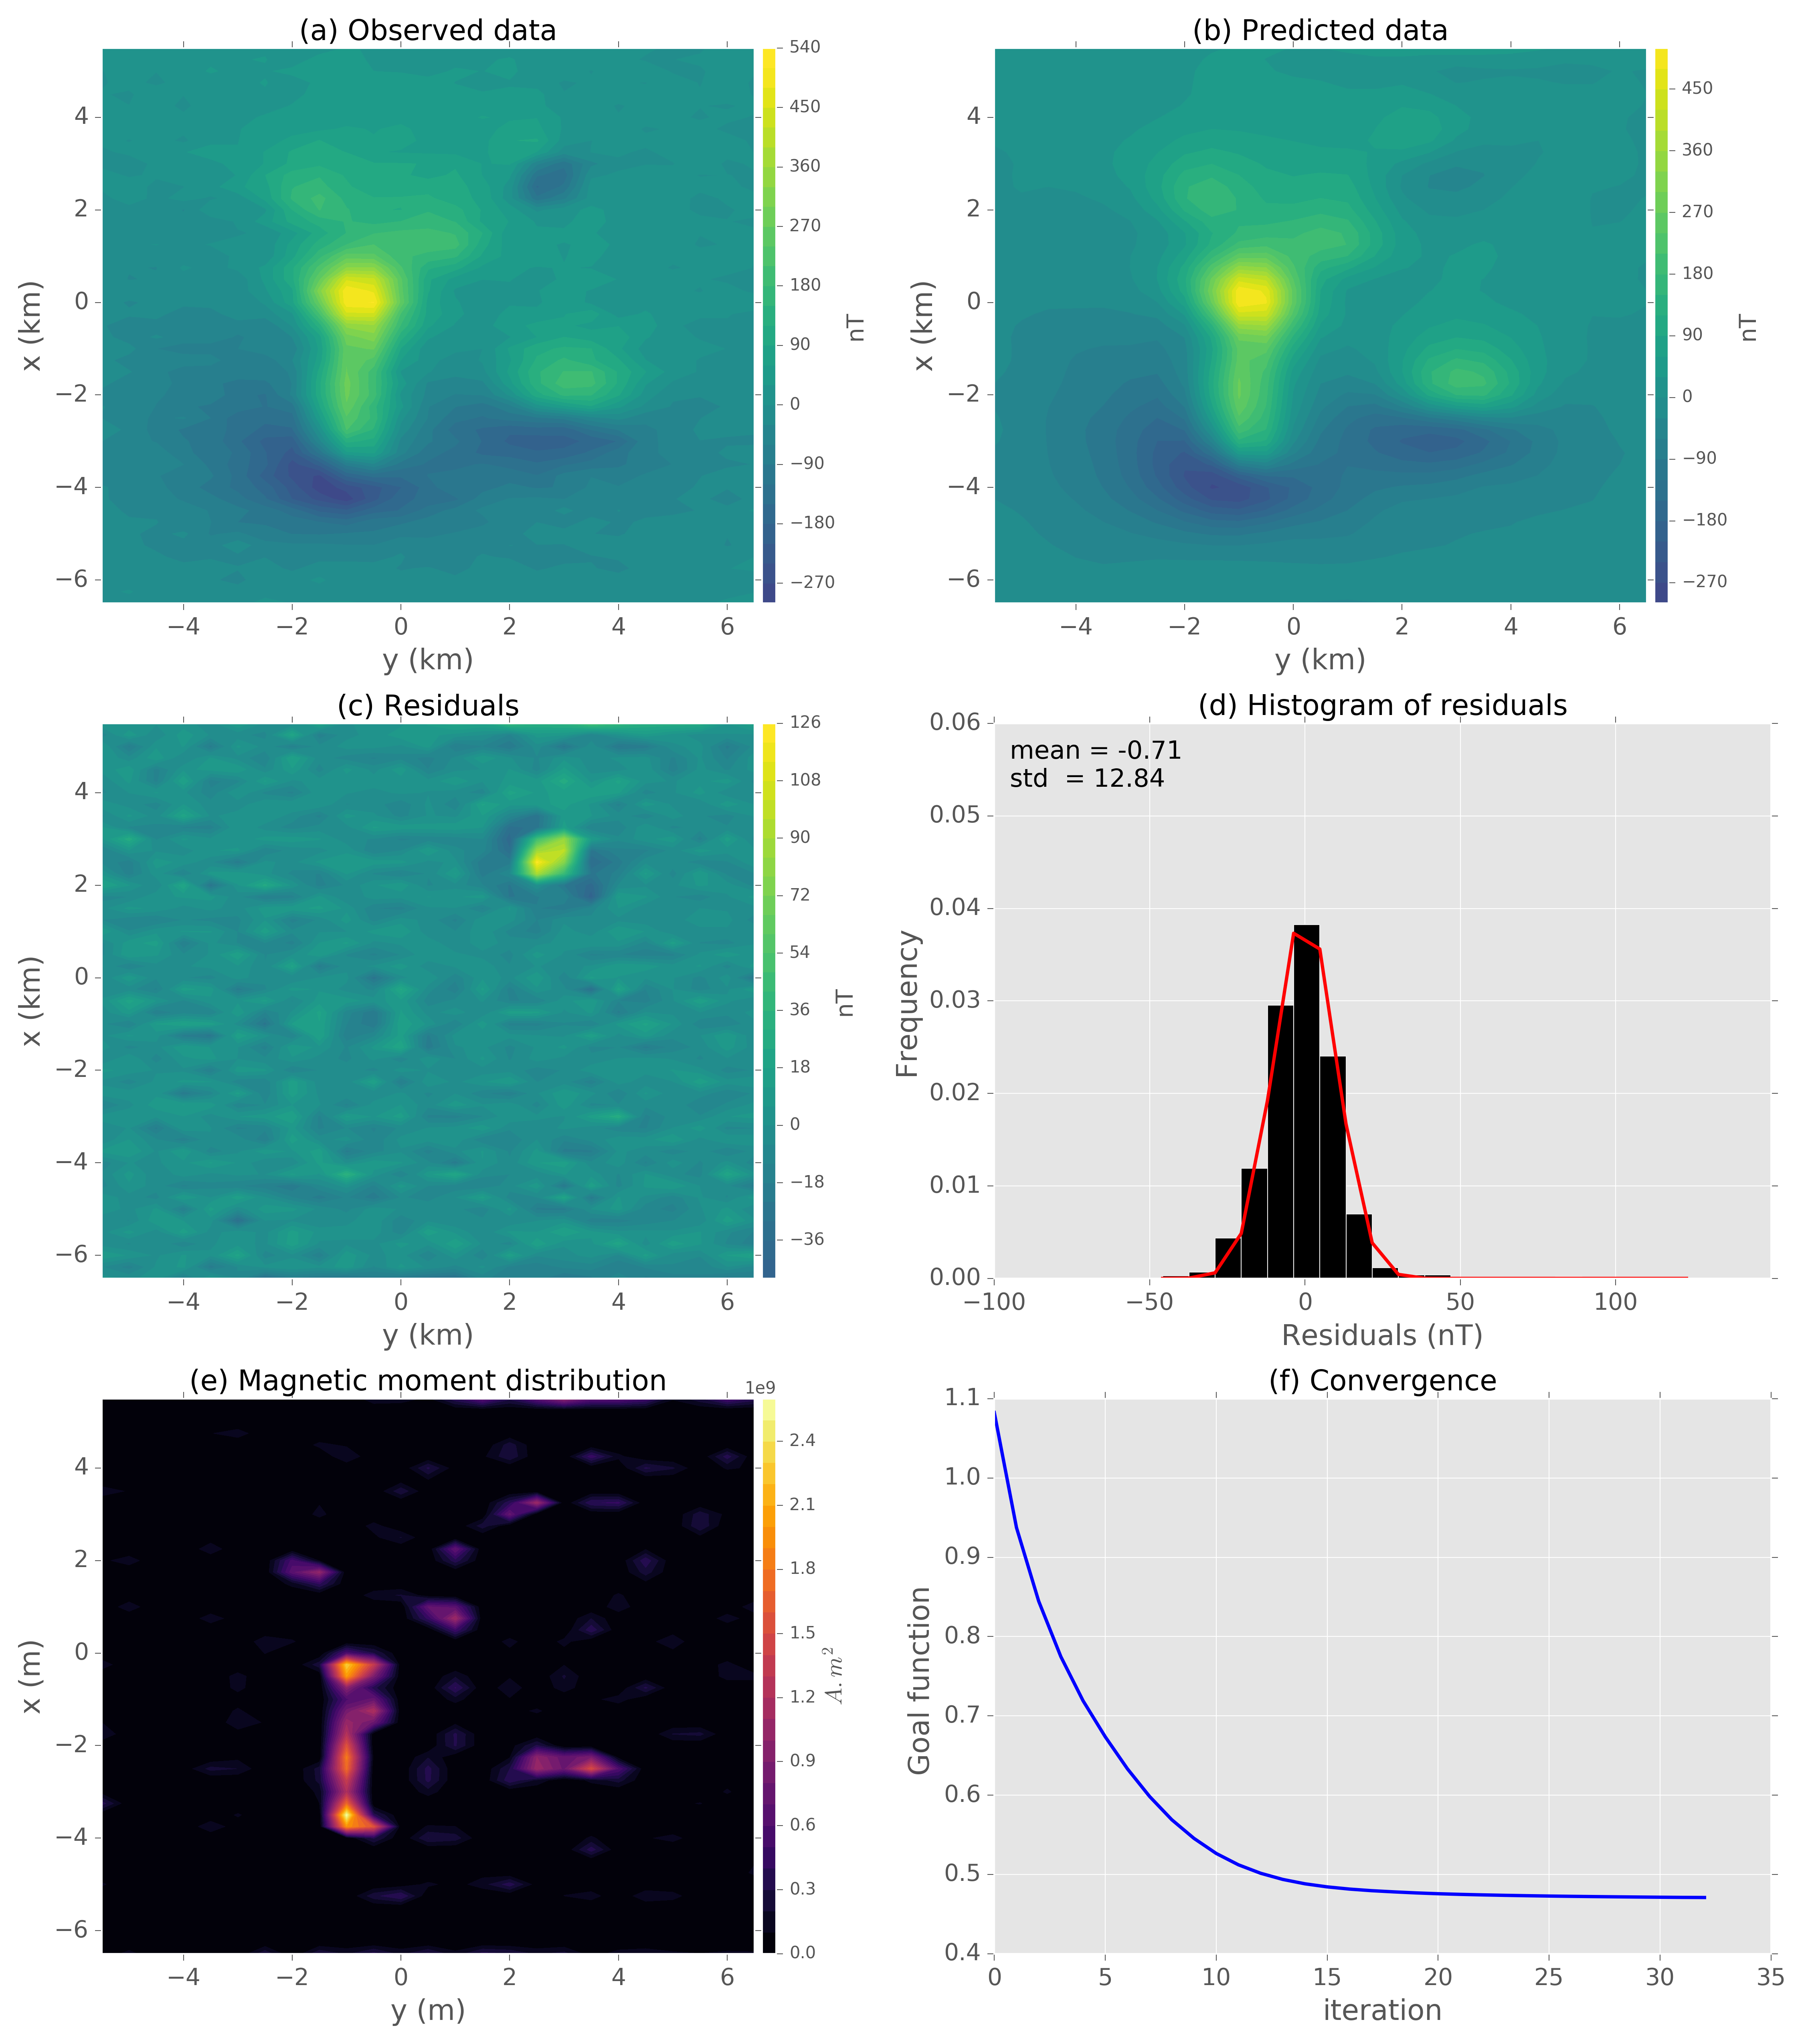 (a) Observed data
540
450
360
270
180
90
0
−90
−180
−270
nT
4
2
0
−2
−4
−6
x (km)
−4 −2 0 2 4 6
y (km)
(b) Predicted data
450
360
270
180
90
0
−90
−180
−270
nT
4
2
0
−2
−4
−6
x (km)
−4 −2 0 2 4 6
y (km)
(c) Residuals
126
108
90
72
54
36
18
0
−18
−36
nT
4
2
0
−2
−4
−6
x (km)
−4 −2 0 2 4 6
y (km)
(d) Histogram of residuals
mean = -0.71
std = 12.84
0.06
0.05
0.04
0.03
0.02
0.01
0.00
Frequency
−100 −50 0 50 100
Residuals (nT)
(e) Magnetic moment distribution
1e9
2.4
2.1
1.8
1.5
1.2
0.9
0.6
0.3
0.0
A.m²
4
2
0
−2
−4
−6
x (m)
−4 −2 0 2 4 6
y (m)
(f) Convergence
1.1
1.0
0.9
0.8
0.7
0.6
0.5
0.4
Goal function
0 5 10 15 20 25 30 35
iteration